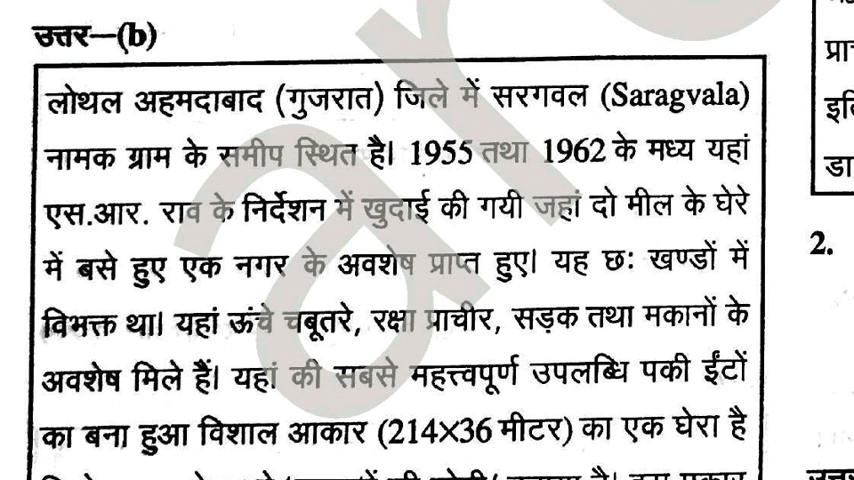 उत्तर—(b)
लोथल अहमदाबाद (गुजरात) जिले में सरगवल (Saragvala)
नामक ग्राम के समीप स्थित है। 1955 तथा 1962 के मध्य यहां
एस.आर. राव के निर्देशन में खुदाई की गयी जहां दो मील के घेरे
में बसे हुए एक नगर के अवशेष प्राप्त हुए। यह छः खण्डों में
विभक्त था। यहां ऊंचे चबूतरे, रक्षा प्राचीर, सड़क तथा मकानों के
अवशेष मिले हैं। यहां की सबसे महत्त्वपूर्ण उपलब्धि पकी ईंटों
का बना हुआ विशाल आकार (214×36 मीटर) का एक घेरा है
2.